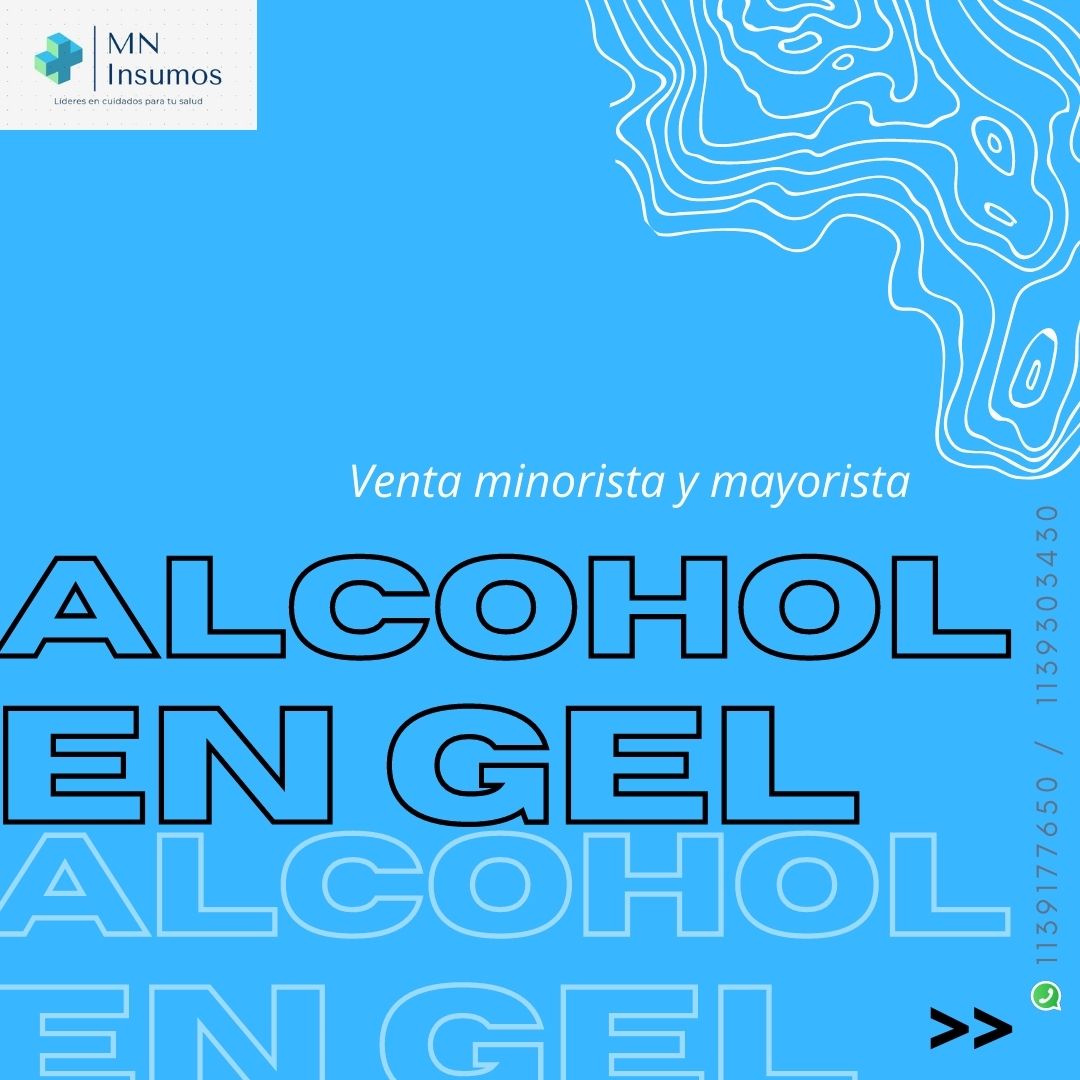 MN
Insumos
Líderes en cuidados para tu salud
Venta minorista y mayorista
ALCOHOL
EN GEL
ALCOHOL
EN GEL
1139177650 / 1139303430
>>